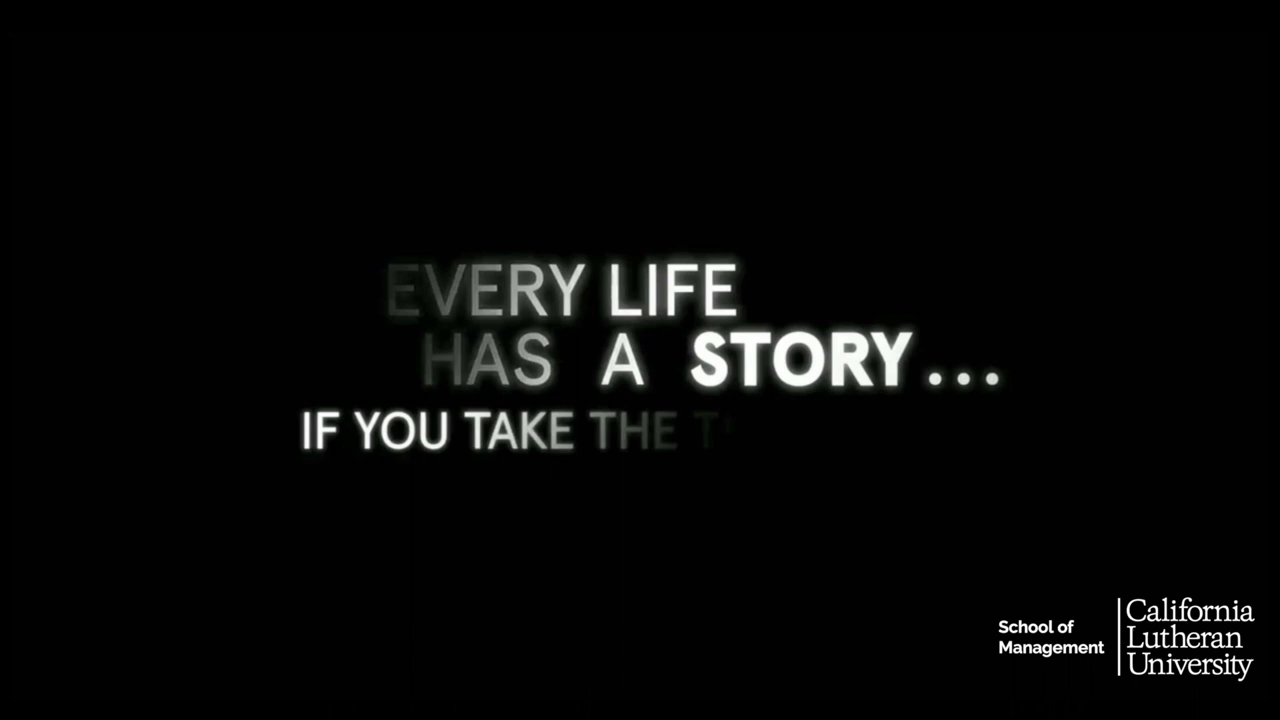 EVERY LIFE
HAS A STORY...
IF YOU TAKE THE
School of
Management
California
Lutheran
University